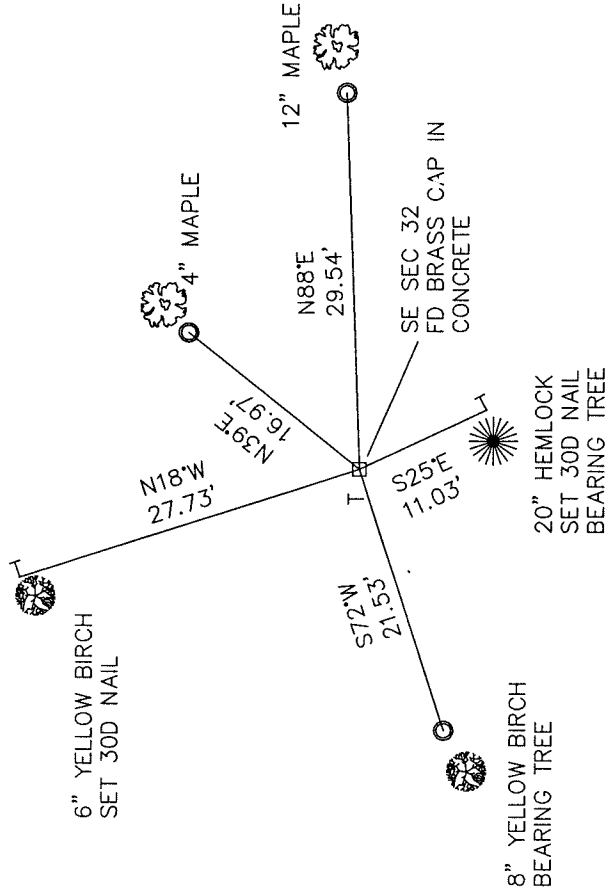 12" MAPLE
4" MAPLE
N88°E
29.54'
SE SEC 32
FD BRASS CAP IN
CONCRETE
N39°E
16.97'
N18°W
27.73'
6" YELLOW BIRCH
SET 30D NAIL
S25°E
11.03'
20" HEMLOCK
SET 30D NAIL
BEARING TREE
S72°W
21.53'
8" YELLOW BIRCH
BEARING TREE